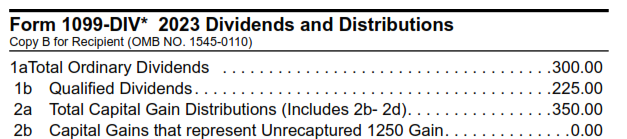 Form 1099-DIV* 2023 Dividends and Distributions
Copy B for Recipient (OMB NO. 1545-0110)
1aTotal Ordinary Dividends ....................................300.00
1b Qualified Dividends.......................................225.00
2a Total Capital Gain Distributions (Includes 2b- 2d)................350.00
2b Capital Gains that represent Unrecaptured 1250 Gain..............0.00